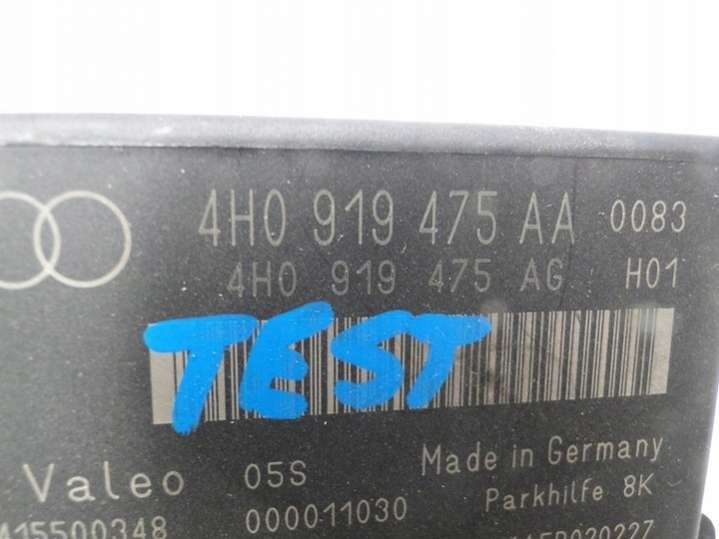 4H0 919 475 AA 0083
4H0 919 475 AG H01
TEST
Valeo 05S Made in Germany
000011030 Parkhilfe 8K
415500348